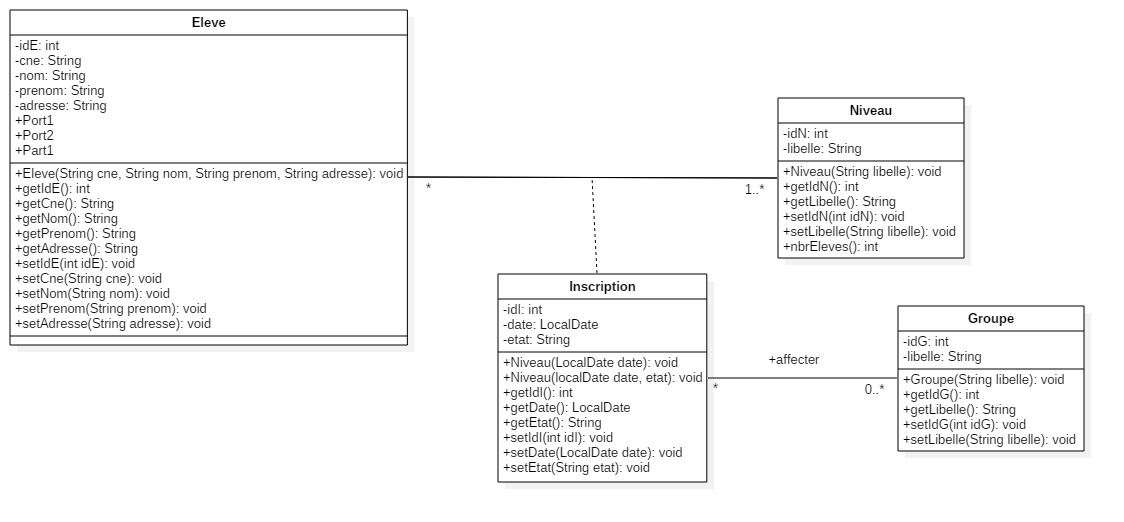 Eleve
-idE: int
-cne: String
-nom: String
-prenom: String
-adresse: String
+Port1
+Port2
+Part1
+Eleve(String cne, String nom, String prenom, String adresse): void
+getIdE(): int
+getCne(): String
+getNom(): String
+getPrenom(): String
+getAdresse(): String
+setIdE(int idE): void
+setCne(String cne): void
+setNom(String nom): void
+setPrenom(String prenom): void
+setAdresse(String adresse): void
*
1..*
Niveau
-idN: int
-libelle: String
+Niveau(String libelle): void
+getIdN(): int
+getLibelle(): String
+setIdN(int idN): void
+setLibelle(String libelle): void
+nbrEleves(): int
Inscription
-idI: int
-date: LocalDate
-etat: String
+Niveau(LocalDate date): void
+Niveau(localDate date, etat): void
+getIdI(): int
+getDate(): LocalDate
+getEtat(): String
+setIdI(int idI): void
+setDate(LocalDate date): void
+setEtat(String etat): void
+affecter
*
0..*
Groupe
-idG: int
-libelle: String
+Groupe(String libelle): void
+getIdG(): int
+getLibelle(): String
+setIdG(int idG): void
+setLibelle(String libelle): void